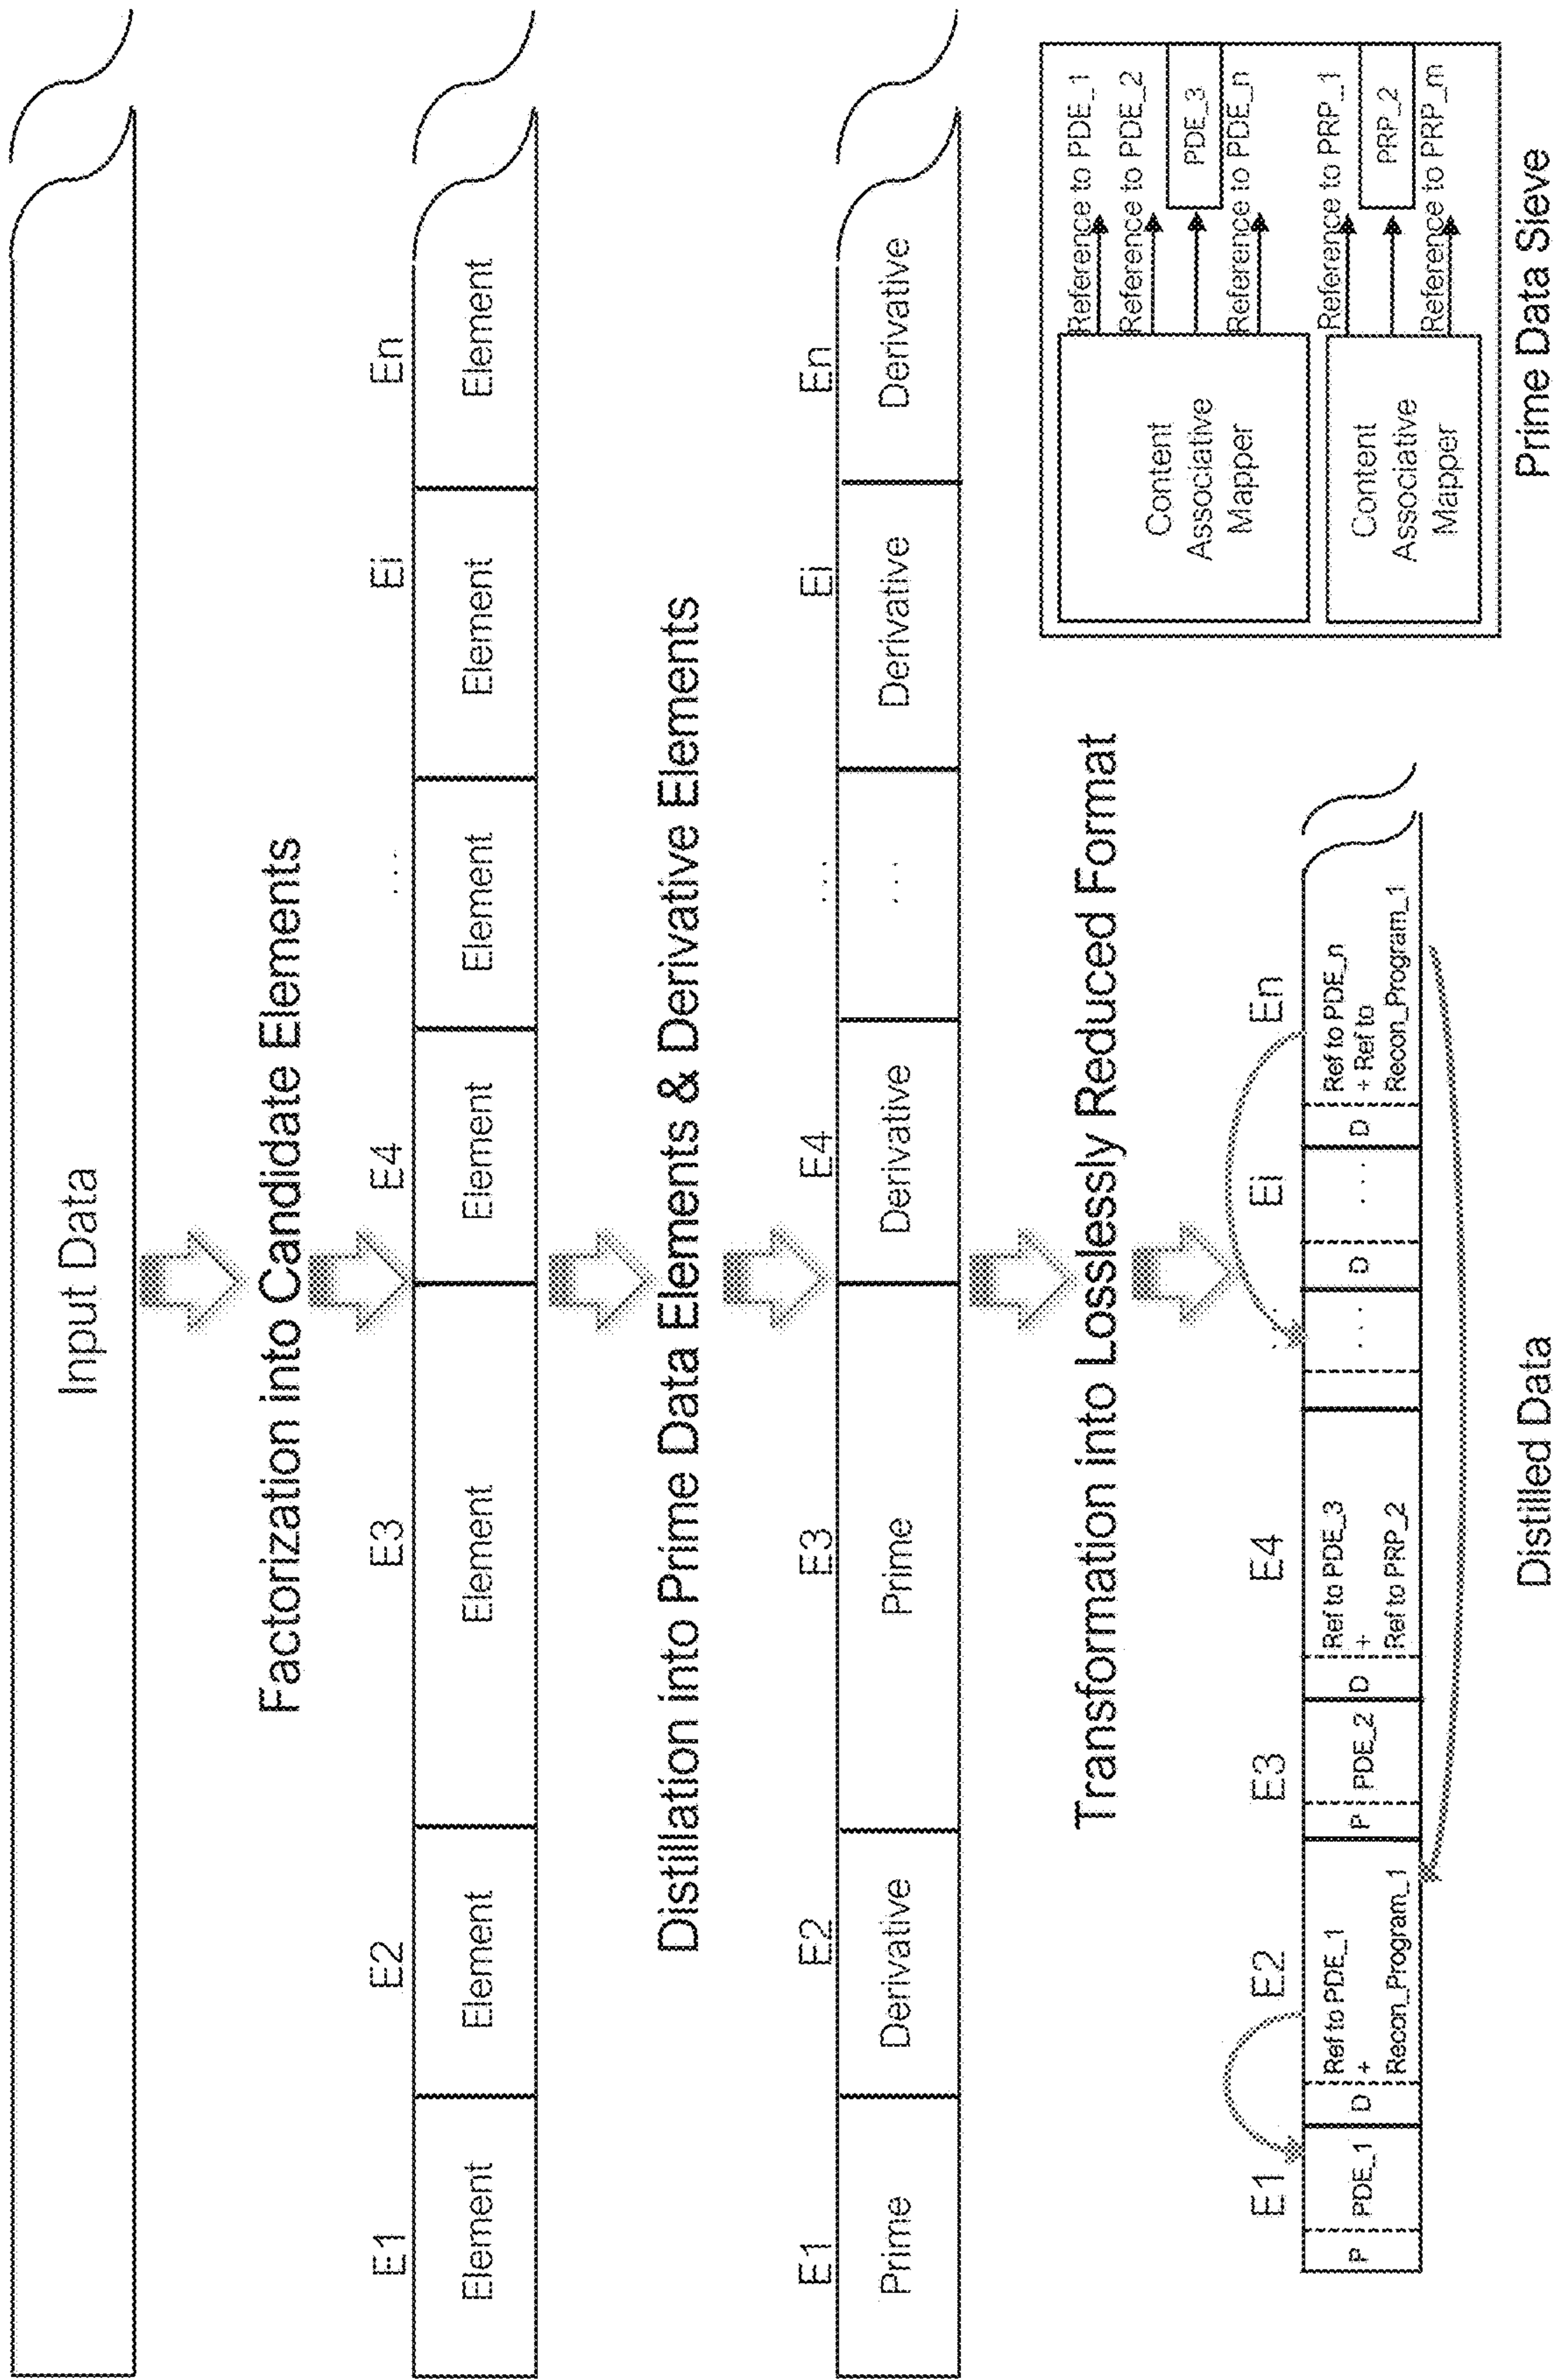 Input Data
Factorization into Candidate Elements
E1
E2
E3
E4
...
Ei
En
Element
Element
Element
Element
Element
Element
Element
Distillation into Prime Data Elements & Derivative Elements
E1
E2
E3
E4
...
Ei
En
Prime
Derivative
Prime
Derivative
...
Derivative
Derivative
Transformation into Losslessly Reduced Format
E1
E2
E3
E4
Ei
En
P
PDE_1
D
Ref to PDE_1
+
Recon_Program_1
P
PDE_2
D
Ref to PDE_3
+
Ref to PRP_2
...
D
...
D
Ref to PDE_n
+ Ref to
Recon_Program_1
Distilled Data
Content
Associative
Mapper
Reference to PDE_1
Reference to PDE_2
PDE_3
Reference to PDE_n
Content
Associative
Mapper
Reference to PRP_1
PRP_2
Reference to PRP_m
Prime Data Sieve